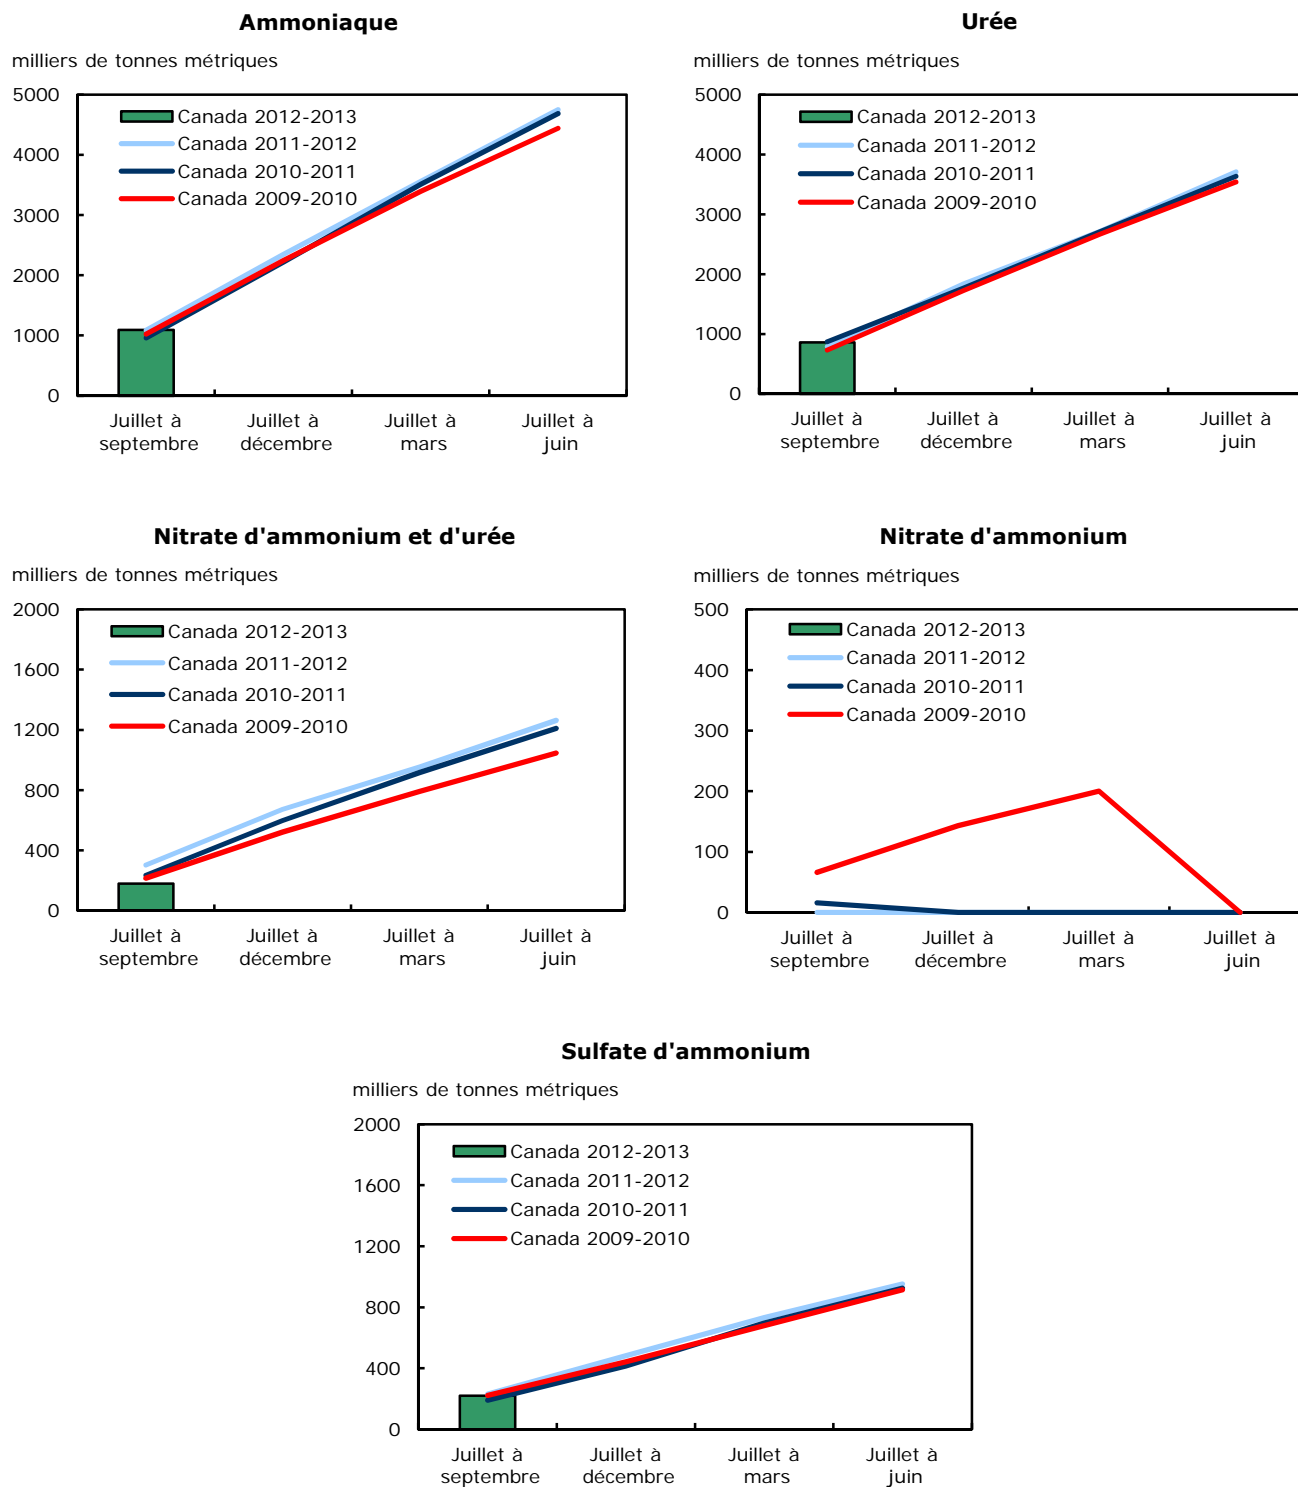 Ammoniaque
milliers de tonnes métriques
5000
4000
3000
2000
1000
0
Canada 2012-2013
Canada 2011-2012
Canada 2010-2011
Canada 2009-2010
Juillet à
septembre
Juillet à
décembre
Juillet à
mars
Juillet à
juin
Urée
milliers de tonnes métriques
5000
4000
3000
2000
1000
0
Canada 2012-2013
Canada 2011-2012
Canada 2010-2011
Canada 2009-2010
Juillet à
septembre
Juillet à
décembre
Juillet à
mars
Juillet à
juin
Nitrate d'ammonium et d'urée
milliers de tonnes métriques
2000
1600
1200
800
400
0
Canada 2012-2013
Canada 2011-2012
Canada 2010-2011
Canada 2009-2010
Juillet à
septembre
Juillet à
décembre
Juillet à
mars
Juillet à
juin
Nitrate d'ammonium
milliers de tonnes métriques
500
400
300
200
100
0
Canada 2012-2013
Canada 2011-2012
Canada 2010-2011
Canada 2009-2010
Juillet à
septembre
Juillet à
décembre
Juillet à
mars
Juillet à
juin
Sulfate d'ammonium
milliers de tonnes métriques
2000
1600
1200
800
400
0
Canada 2012-2013
Canada 2011-2012
Canada 2010-2011
Canada 2009-2010
Juillet à
septembre
Juillet à
décembre
Juillet à
mars
Juillet à
juin